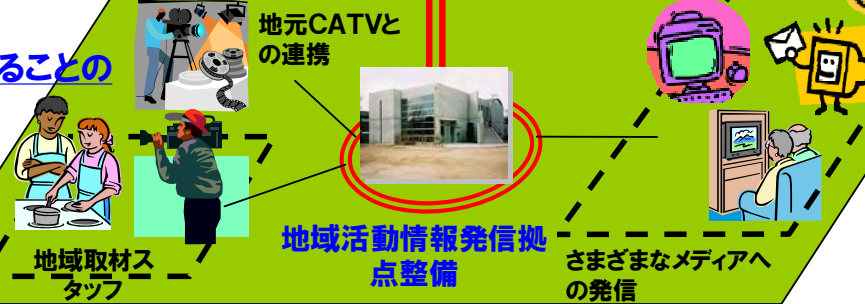 地元CATVと
の連携
ることの
地域活動情報発信拠
点整備
地域取材ス
タッフ
さまざまなメディアへ
の発信